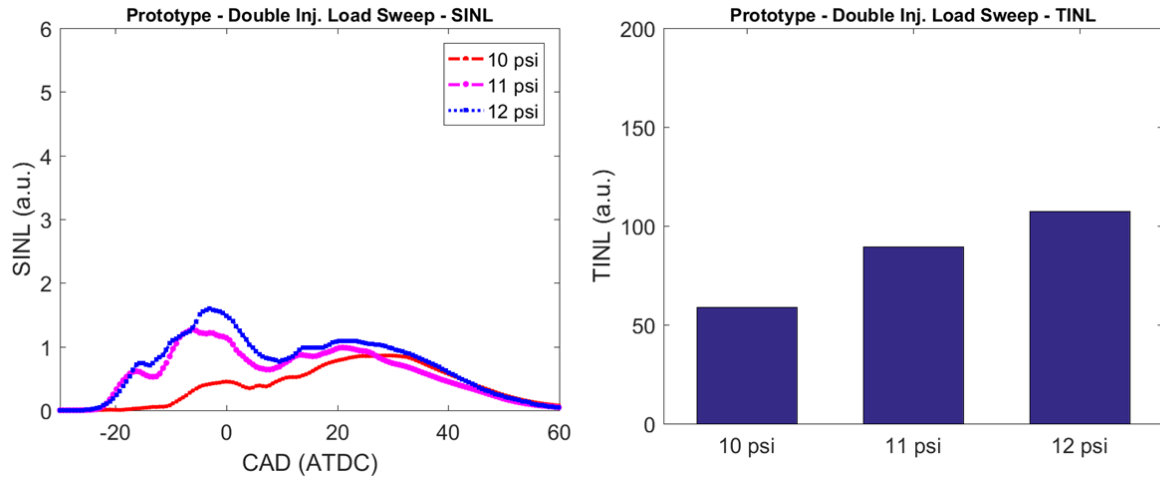 Prototype - Double Inj. Load Sweep - SINL
6
5
4
3
2
1
0
SINL (a.u.)
-20
0
20
40
60
CAD (ATDC)
10 psi
11 psi
12 psi
Prototype - Double Inj. Load Sweep - TINL
200
150
100
50
0
TINL (a.u.)
10 psi
11 psi
12 psi